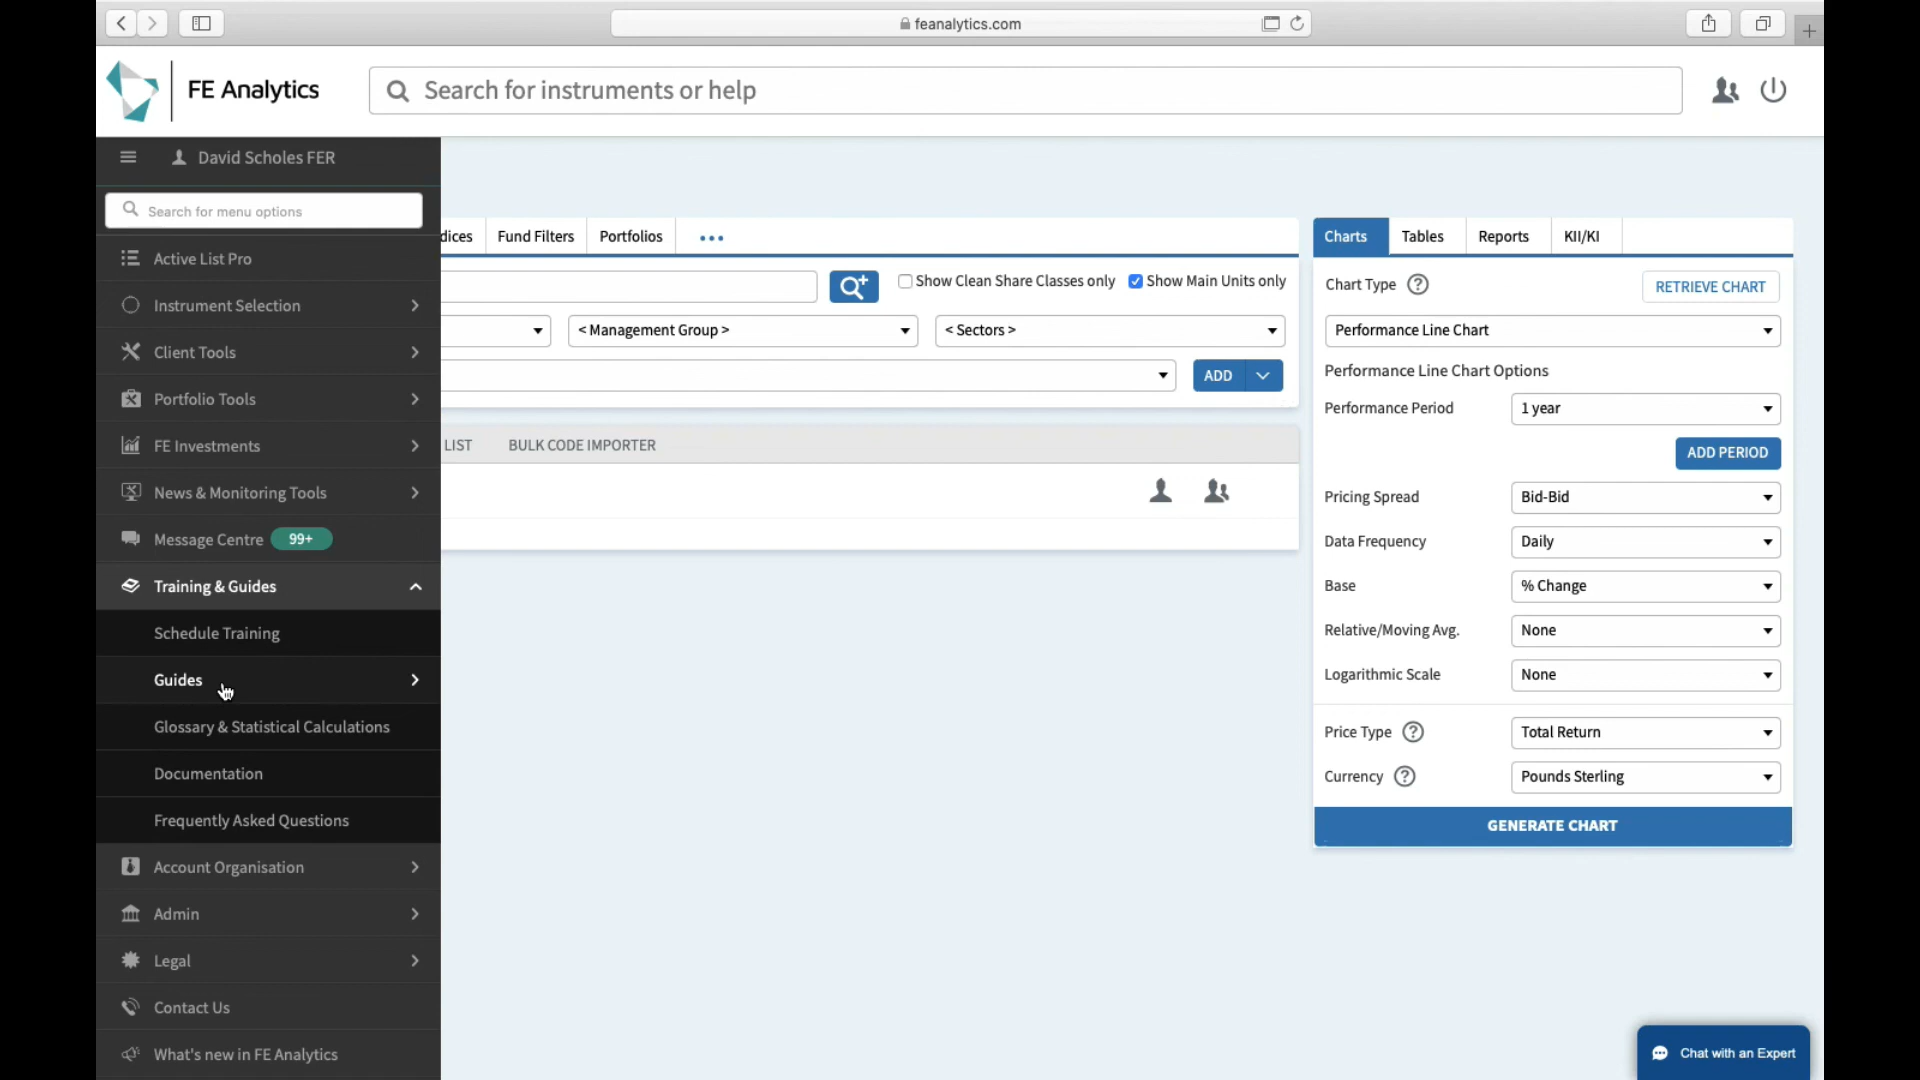 feanalytics.com
FE Analytics
Search for instruments or help
David Scholes FER
Search for menu options
Active List Pro
Instrument Selection
Client Tools
Portfolio Tools
FE Investments
News & Monitoring Tools
Message Centre 99+
Training & Guides
Schedule Training
Guides
Glossary & Statistical Calculations
Documentation
Frequently Asked Questions
Account Organisation
Admin
Legal
Contact Us
What's new in FE Analytics
dices Fund Filters Portfolios
Show Clean Share Classes only Show Main Units only
< Management Group > < Sectors >
ADD
LIST BULK CODE IMPORTER
Charts Tables Reports KII/KI
Chart Type ? RETRIEVE CHART
Performance Line Chart
Performance Line Chart Options
Performance Period 1 year
ADD PERIOD
Pricing Spread Bid-Bid
Data Frequency Daily
Base % Change
Relative/Moving Avg. None
Logarithmic Scale None
Price Type ? Total Return
Currency ? Pounds Sterling
GENERATE CHART
Chat with an Expert